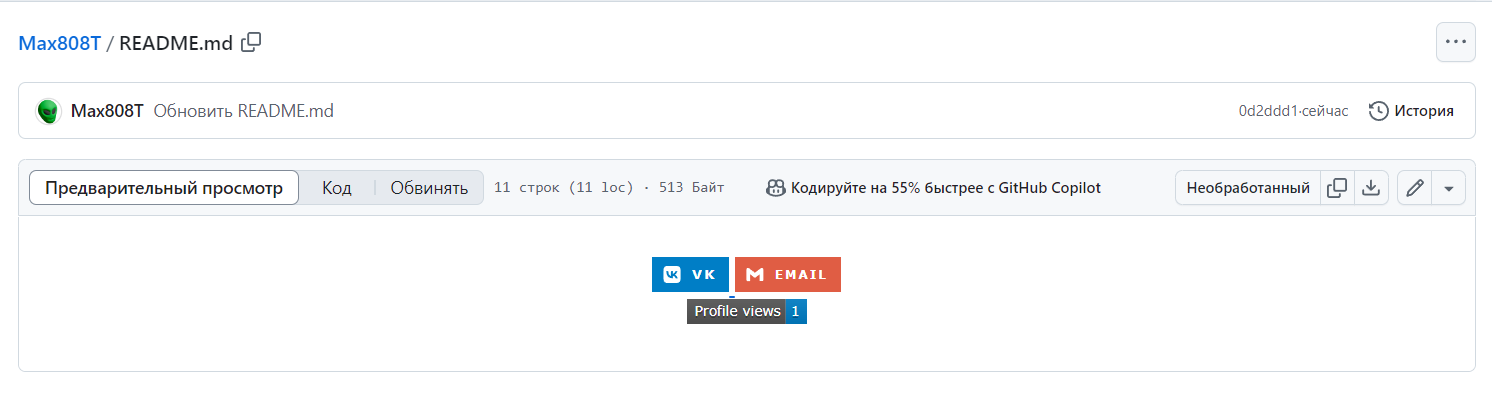 Max808T / README.md
Max808T Обновить README.md 0d2ddd1·сейчас История
Предварительный просмотр Код Обвинять 11 строк (11 loc) · 513 Байт Кодируйте на 55% быстрее с GitHub Copilot Необработанный
VK EMAIL
Profile views 1